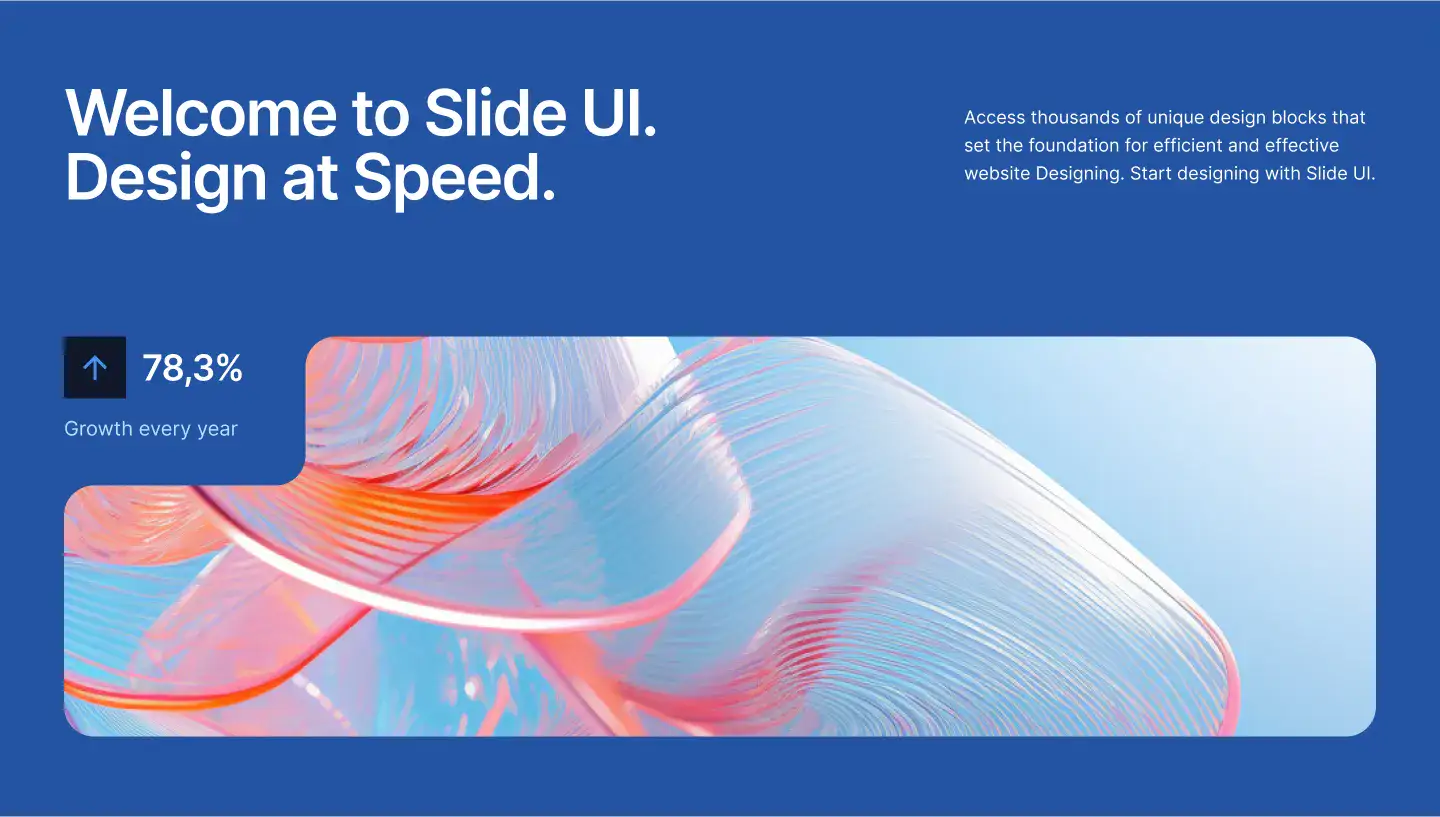 Welcome to Slide UI.
Design at Speed.
Access thousands of unique design blocks that
set the foundation for efficient and effective
website Designing. Start designing with Slide UI.
78,3%
Growth every year